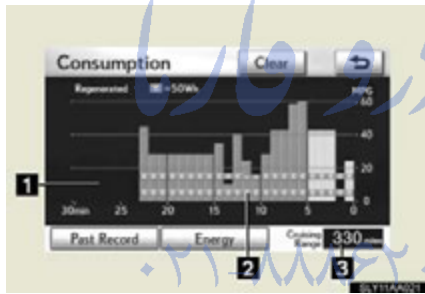 Consumption Clear
Regenerated =50Wh MPG
60
40
20
0
1
30min 25 20 15 10 5 0
Past Record Energy Cruising Range 330 miles
2 3
SLY11AA021